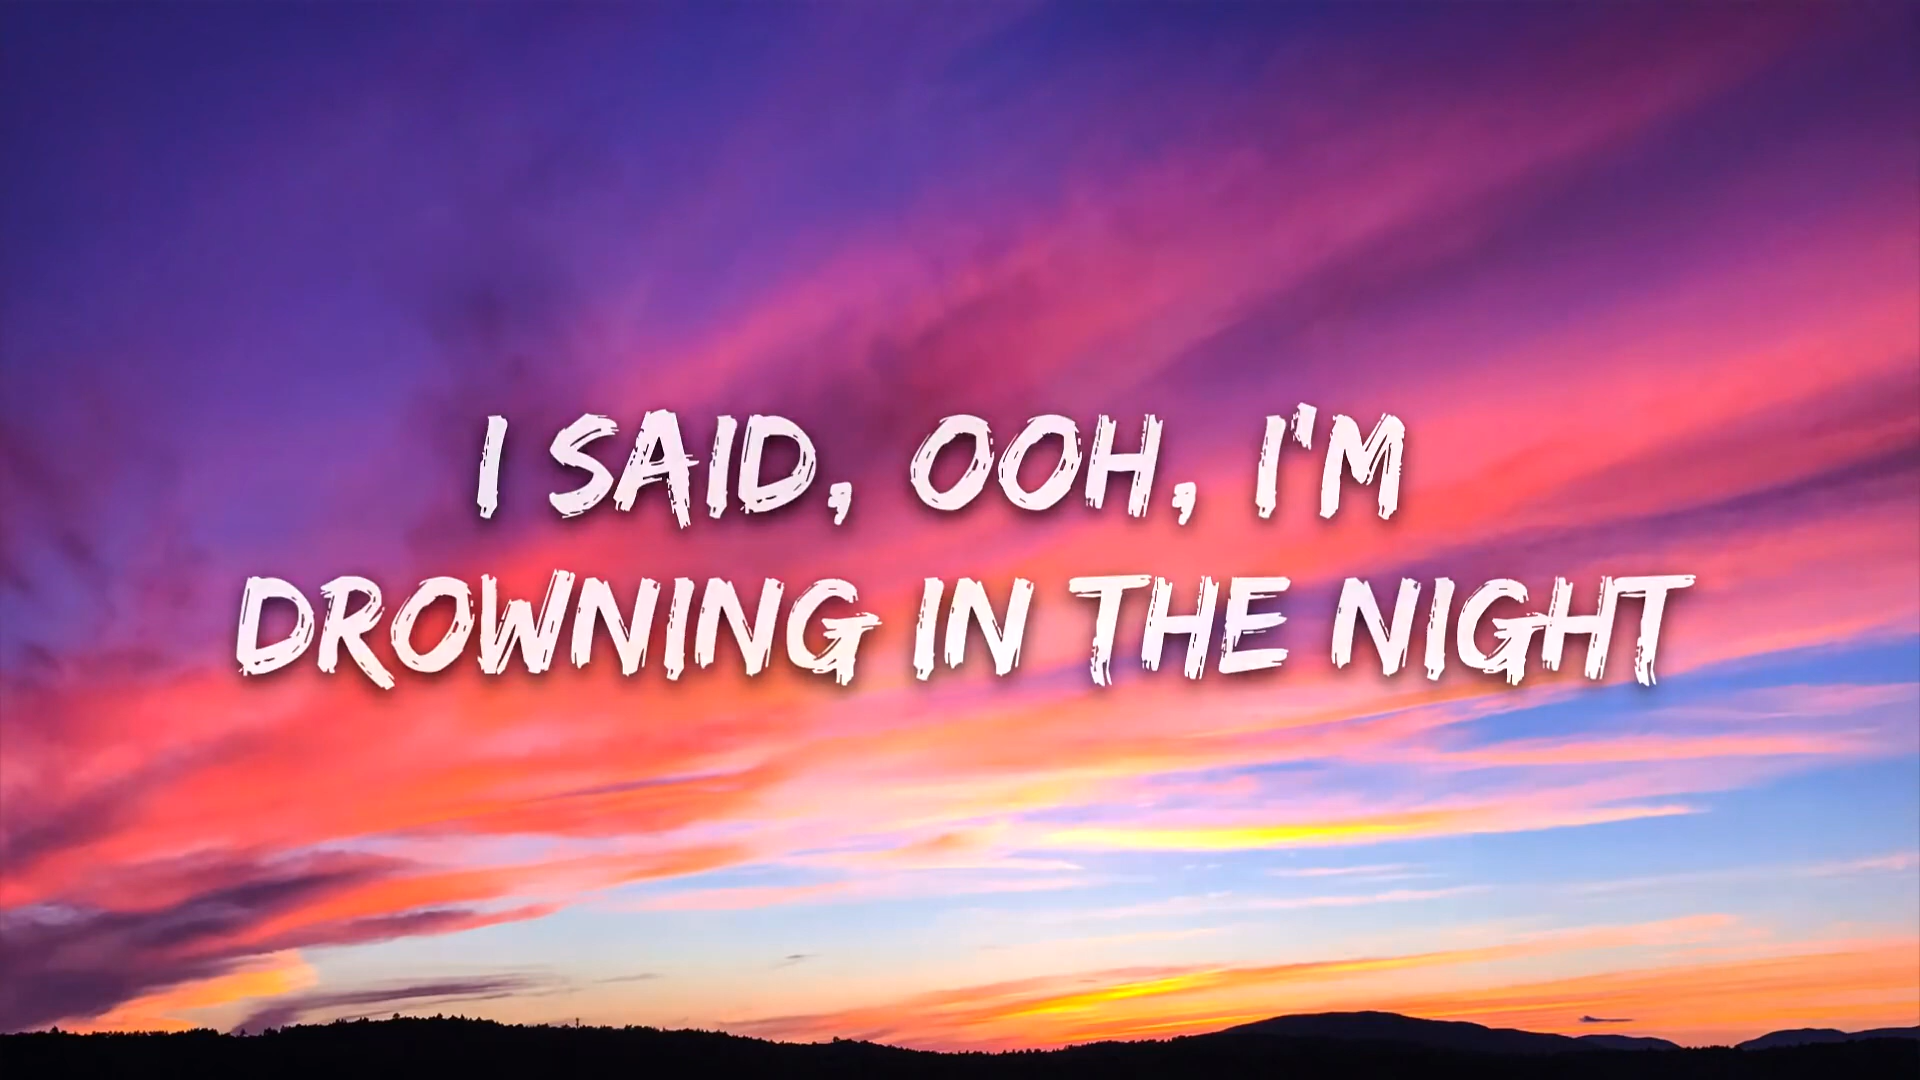 I SAID, OOH, I'M
DROWNING IN THE NIGHT